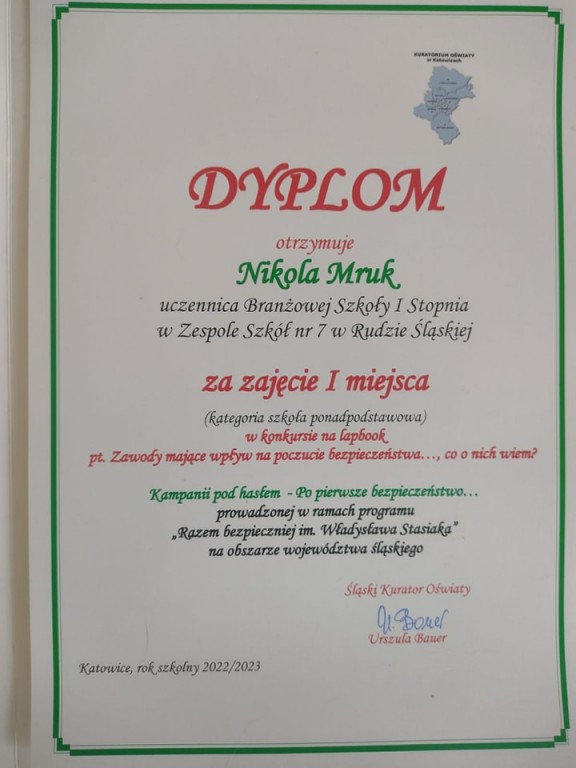 KURATORIUM OŚWIATY
w Katowicach
DYPLOM
otrzymuje
Nikola Mruk
uczennica Branżowej Szkoły I Stopnia
w Zespole Szkół nr 7 w Rudzie Śląskiej
za zajęcie I miejsca
(kategoria szkoła ponadpodstawowa)
w konkursie na lapbook
pt. Zawody mające wpływ na poczucie bezpieczeństwa…, co o nich wiem?
Kampanii pod hasłem - Po pierwsze bezpieczeństwo…
prowadzonej w ramach programu
„Razem bezpieczniej im. Władysława Stasiaka”
na obszarze województwa śląskiego
Śląski Kurator Oświaty
U. Bauer
Urszula Bauer
Katowice, rok szkolny 2022/2023